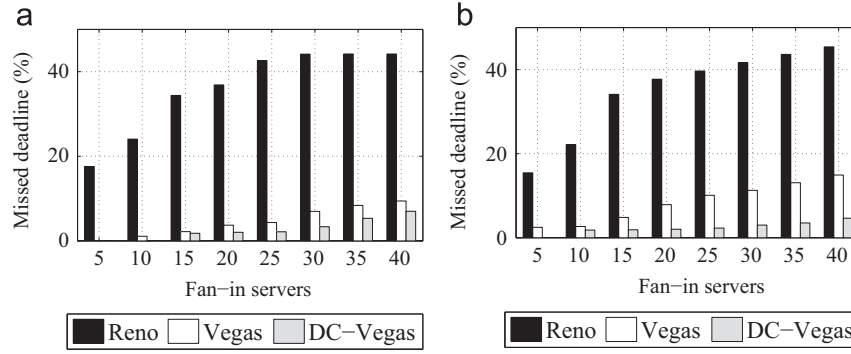 a
Missed deadline (%)
40
20
0
5 10 15 20 25 30 35 40
Fan−in servers
Reno Vegas DC−Vegas
b
Missed deadline (%)
40
20
0
5 10 15 20 25 30 35 40
Fan−in servers
Reno Vegas DC−Vegas